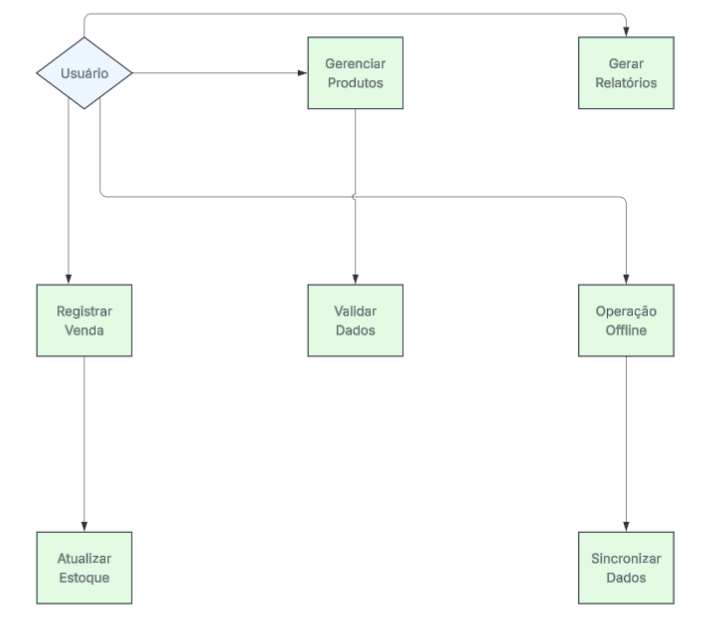 Usuário
Gerenciar
Produtos
Gerar
Relatórios
Registrar
Venda
Validar
Dados
Operação
Offline
Atualizar
Estoque
Sincronizar
Dados